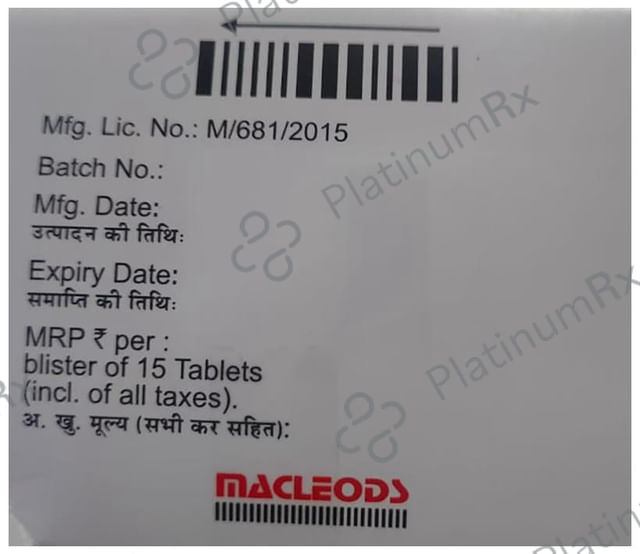 Mfg. Lic. No.: M/681/2015
Batch No.:
Mfg. Date:
उत्पादन की तिथिः
Expiry Date:
समाप्ति की तिथिः
MRP ₹ per :
blister of 15 Tablets
(incl. of all taxes).
अ. खु. मूल्य (सभी कर सहित):
MACLEODS
PlatinumRx
PlatinumRx